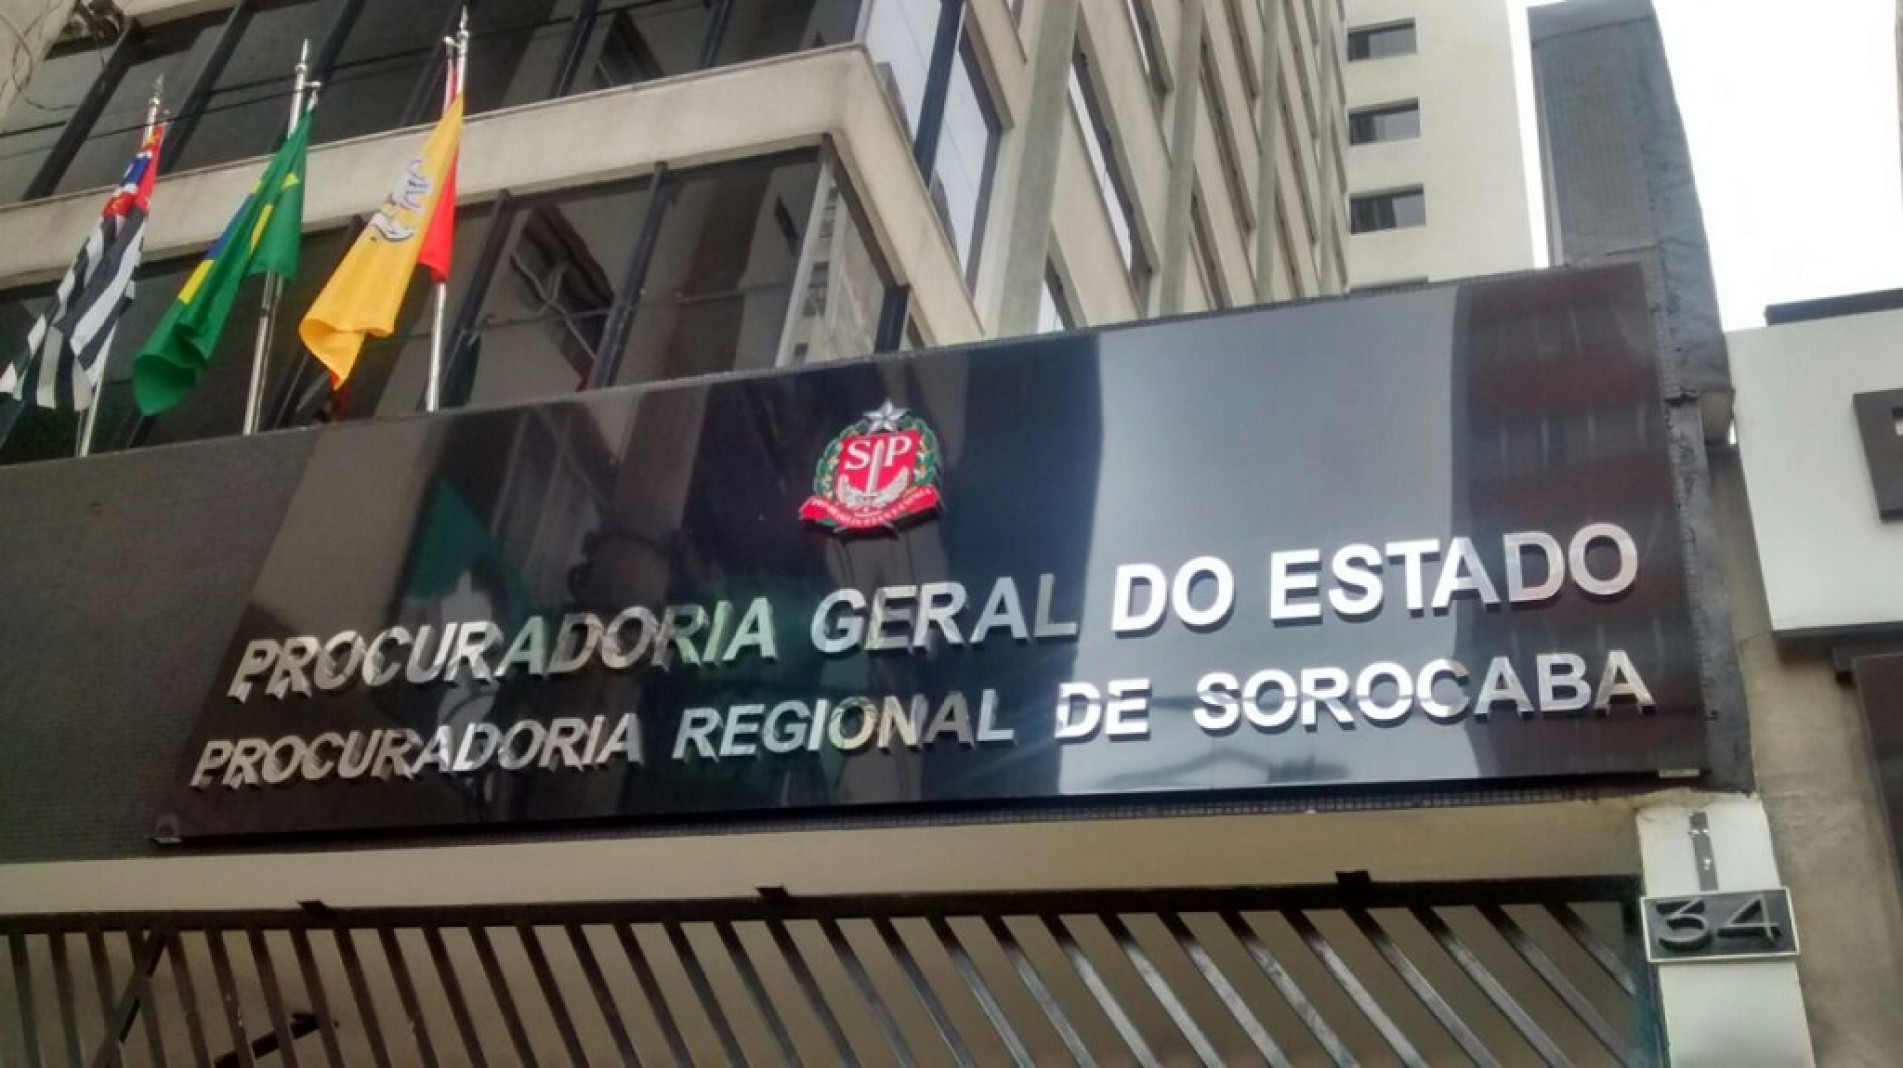 SP
PROCURADORIA GERAL DO ESTADO
PROCURADORIA REGIONAL DE SOROCABA
34